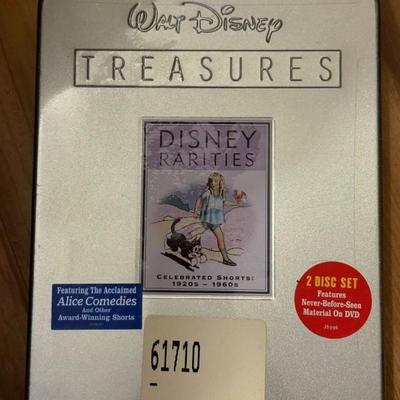 WALT DISNEY
TREASURES
DISNEY
RARITIES
CELEBRATED SHORTS:
1920s – 1960s
Featuring The Acclaimed
Alice Comedies
And Other
Award-Winning Shorts
2 DISC SET
Features
Never-Before-Seen
Material On DVD
61710